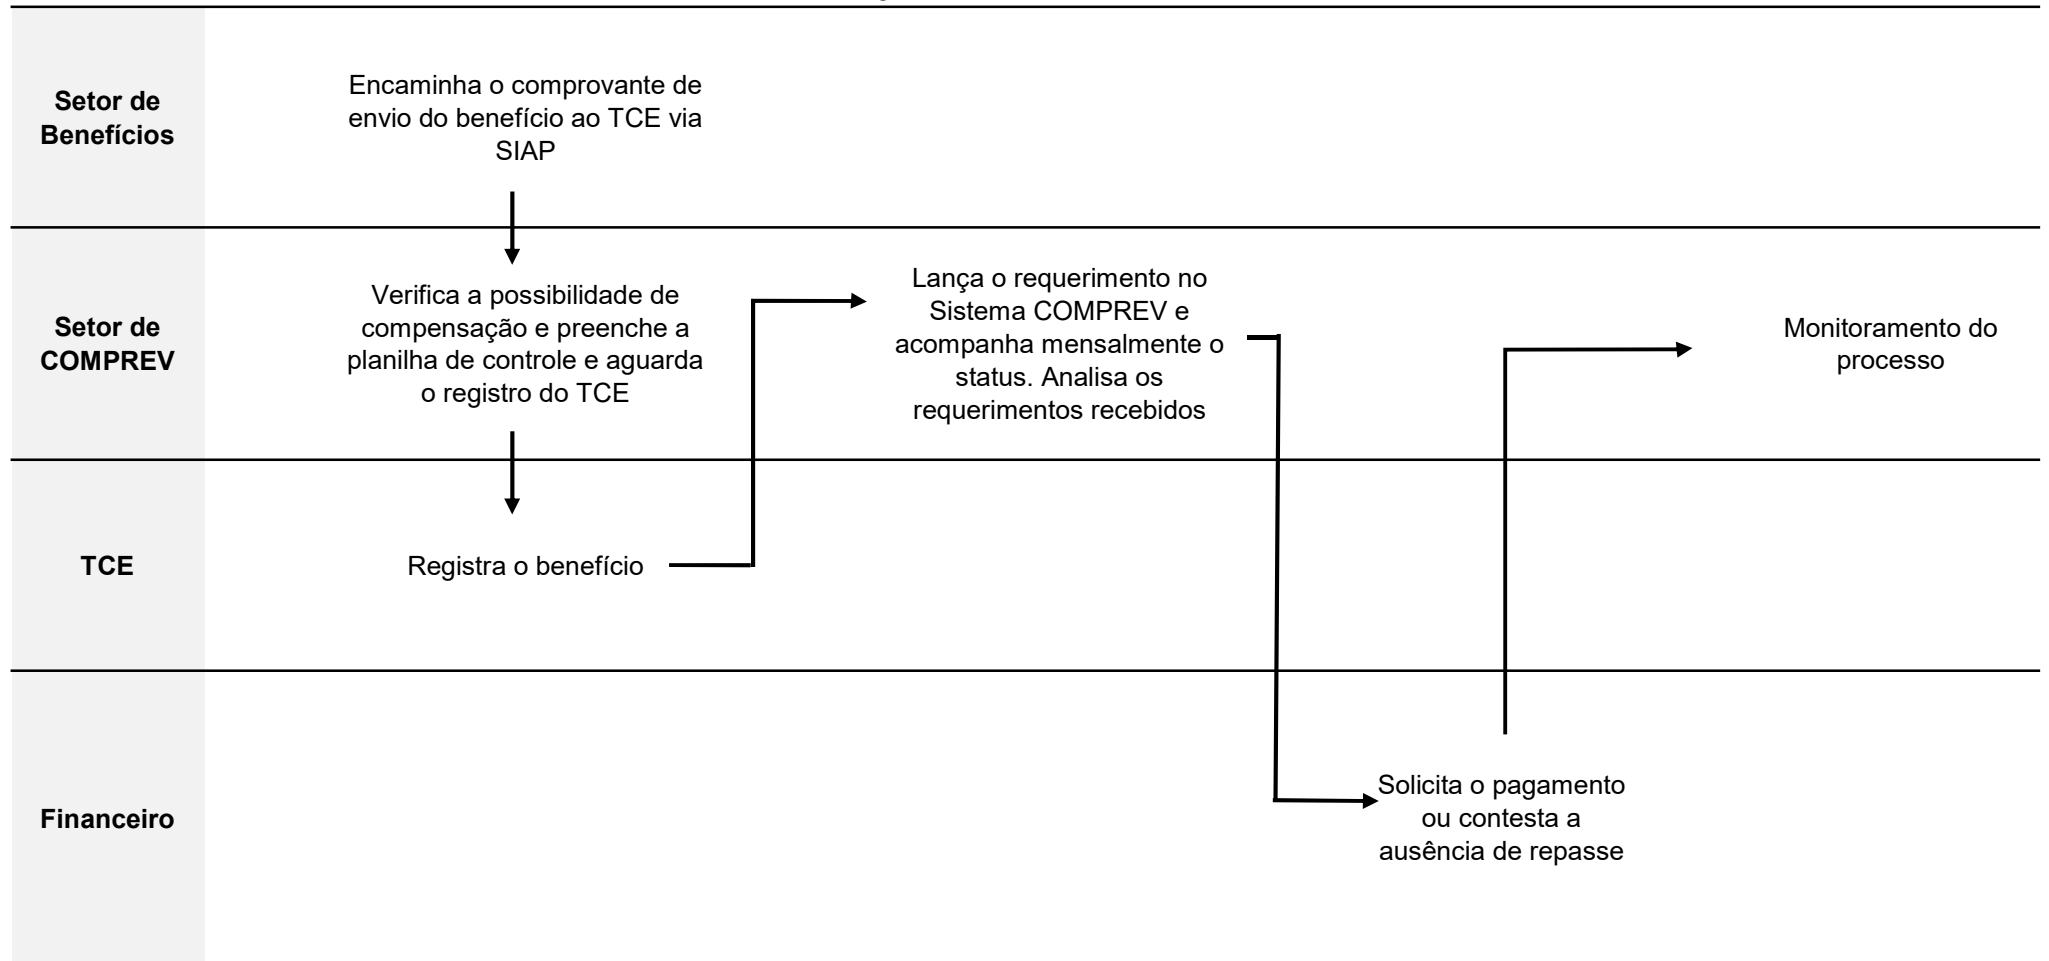 Setor de
Benefícios
Encaminha o comprovante de
envio do benefício ao TCE via
SIAP
Setor de
COMPREV
Verifica a possibilidade de
compensação e preenche a
planilha de controle e aguarda
o registro do TCE
Lança o requerimento no
Sistema COMPREV e
acompanha mensalmente o
status. Analisa os
requerimentos recebidos
Monitoramento do
processo
TCE
Registra o benefício
Financeiro
Solicita o pagamento
ou contesta a
ausência de repasse